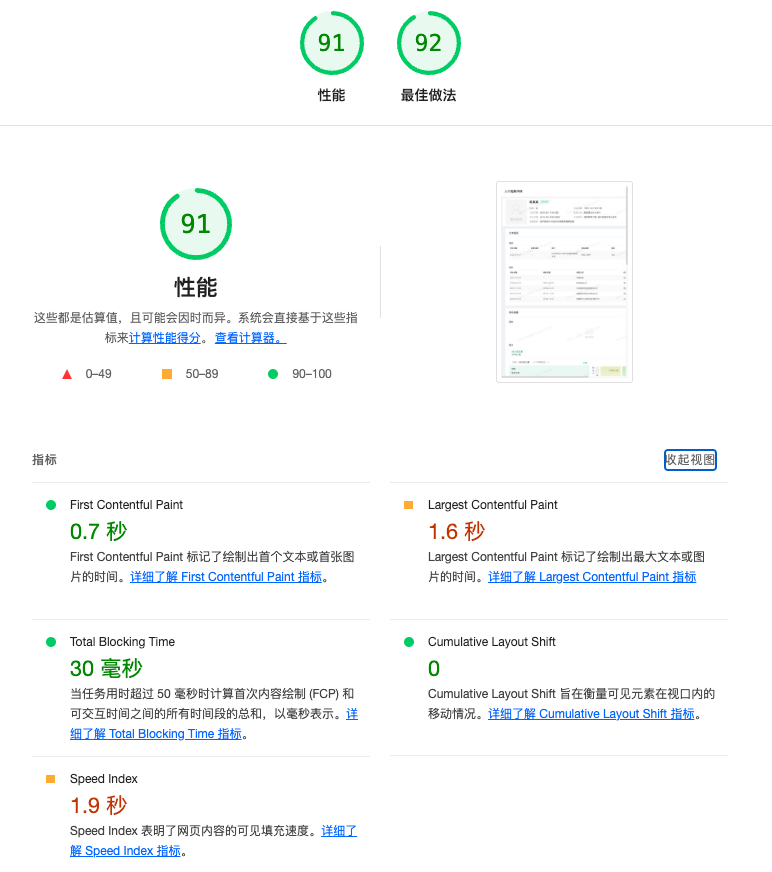 91
92
性能
最佳做法
91
性能
这些都是估算值，且可能会因时而异。系统会直接基于这些指
标来计算性能得分。查看计算器。
0–49
50–89
90–100
指标
收起视图
First Contentful Paint
0.7 秒
First Contentful Paint 标记了绘制出首个文本或首张图
片的时间。详细了解 First Contentful Paint 指标。
Largest Contentful Paint
1.6 秒
Largest Contentful Paint 标记了绘制出最大文本或图
片的时间。详细了解 Largest Contentful Paint 指标
Total Blocking Time
30 毫秒
当任务用时超过 50 毫秒时计算首次内容绘制 (FCP) 和
可交互时间之间的所有时间段的总和，以毫秒表示。详
细了解 Total Blocking Time 指标。
Cumulative Layout Shift
0
Cumulative Layout Shift 旨在衡量可见元素在视口内的
移动情况。详细了解 Cumulative Layout Shift 指标。
Speed Index
1.9 秒
Speed Index 表明了网页内容的可见填充速度。详细了
解 Speed Index 指标。